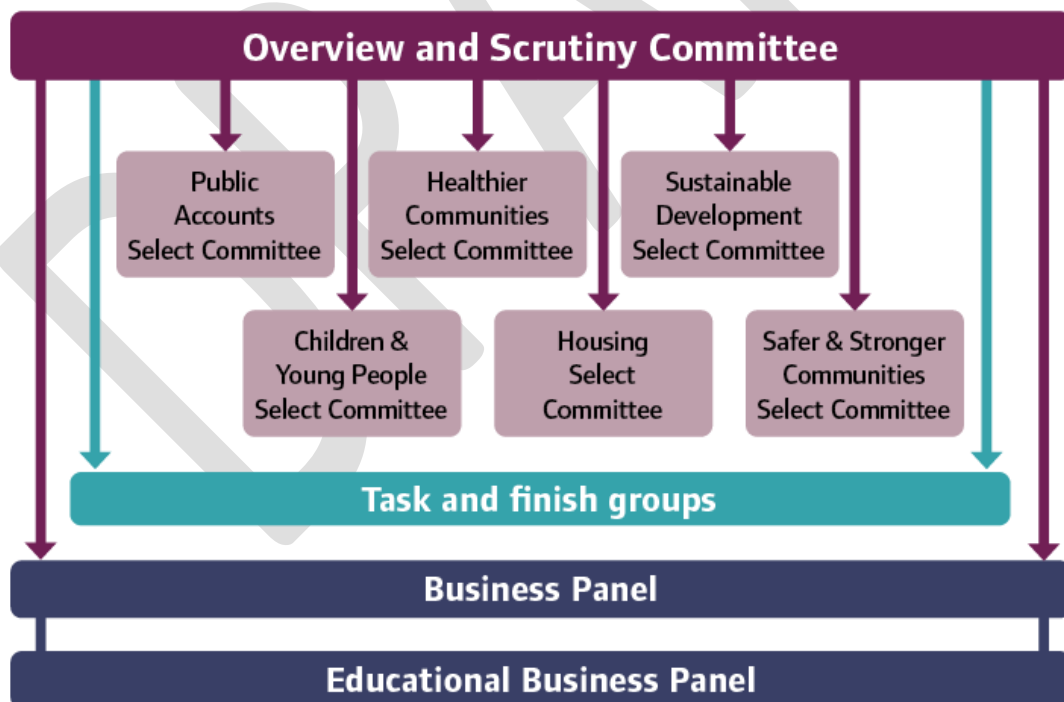 Overview and Scrutiny Committee
Public
Accounts
Select Committee
Healthier
Communities
Select Committee
Sustainable
Development
Select Committee
Children &
Young People
Select Committee
Housing
Select
Committee
Safer & Stronger
Communities
Select Committee
Task and finish groups
Business Panel
Educational Business Panel